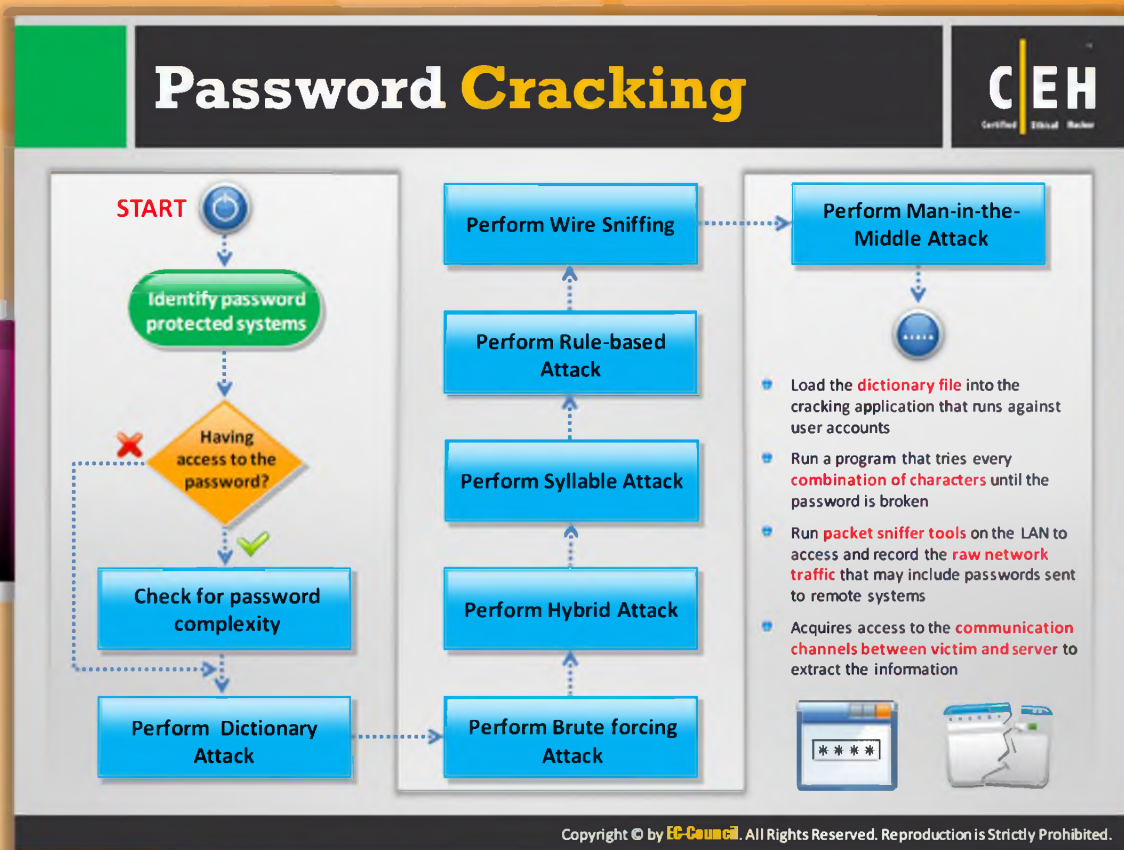 Password Cracking
CEH
Certified Ethical Hacker
START
Identify password
protected systems
Having
access to the
password?
Check for password
complexity
Perform Dictionary
Attack
Perform Brute forcing
Attack
Perform Hybrid Attack
Perform Syllable Attack
Perform Rule-based
Attack
Perform Wire Sniffing
Perform Man-in-the-
Middle Attack
Load the dictionary file into the
cracking application that runs against
user accounts
Run a program that tries every
combination of characters until the
password is broken
Run packet sniffer tools on the LAN to
access and record the raw network
traffic that may include passwords sent
to remote systems
Acquires access to the communication
channels between victim and server to
extract the information
****
Copyright © by EC-Council. All Rights Reserved. Reproduction is Strictly Prohibited.